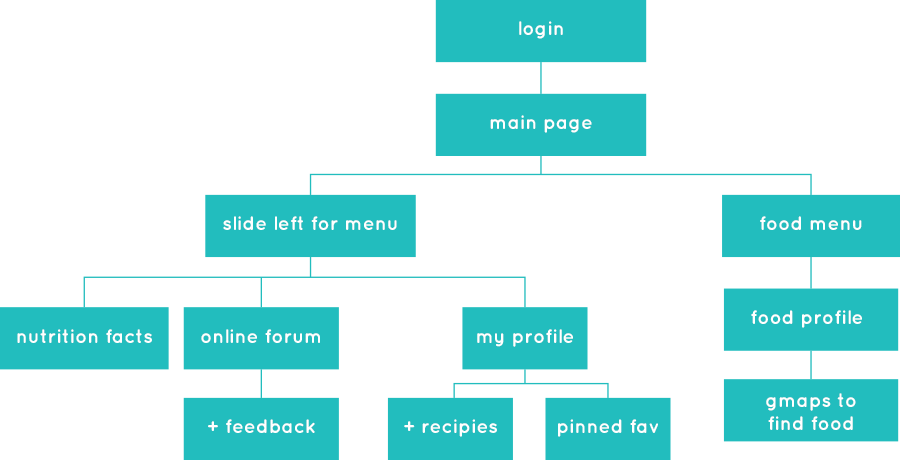 login
main page
slide left for menu
food menu
nutrition facts
online forum
my profile
food profile
+ feedback
+ recipies
pinned fav
gmaps to
find food